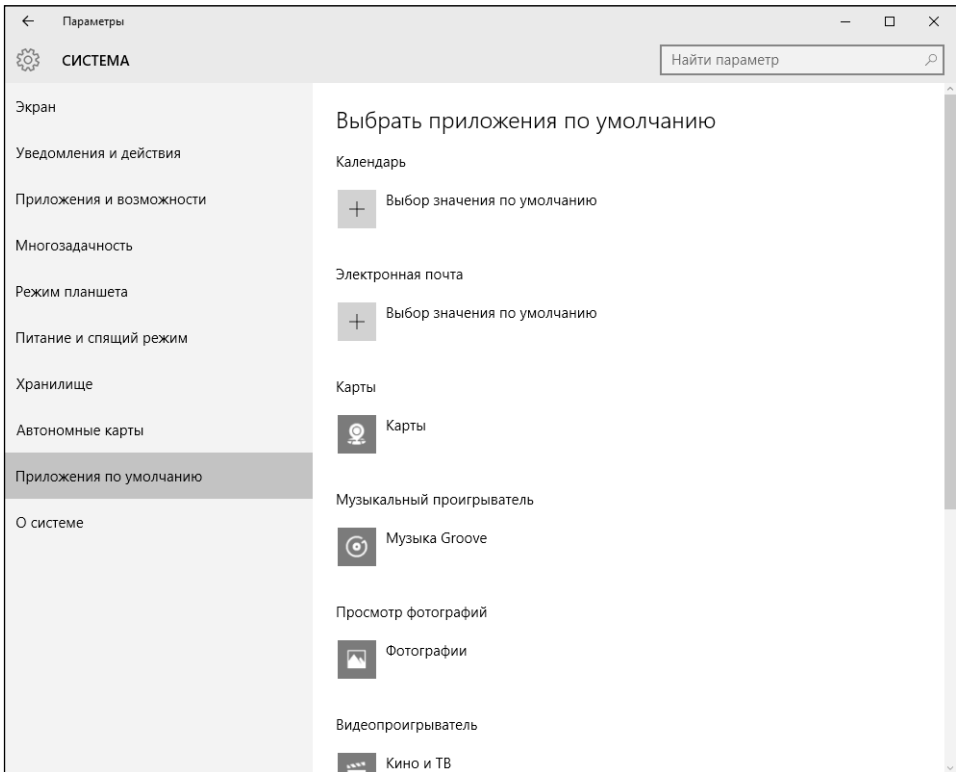 Параметры
СИСТЕМА
Найти параметр
Экран
Уведомления и действия
Приложения и возможности
Многозадачность
Режим планшета
Питание и спящий режим
Хранилище
Автономные карты
Приложения по умолчанию
О системе
Выбрать приложения по умолчанию
Календарь
Выбор значения по умолчанию
Электронная почта
Выбор значения по умолчанию
Карты
Карты
Музыкальный проигрыватель
Музыка Groove
Просмотр фотографий
Фотографии
Видеопроигрыватель
Кино и ТВ